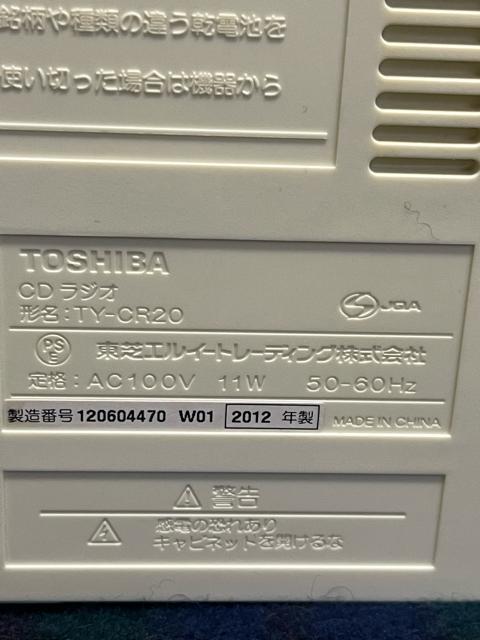 銘柄や種類の違う乾電池を
使い切った場合は機器から
TOSHIBA
CDラジオ
形名:TY-CR20
S JQA
PS E 東芝エルイートレーディング株式会社
定格:AC100V 11W 50-60Hz
製造番号 120604470 W01 2012 年製 MADE IN CHINA
警告
感電の恐れあり
キャビネットを開けるな